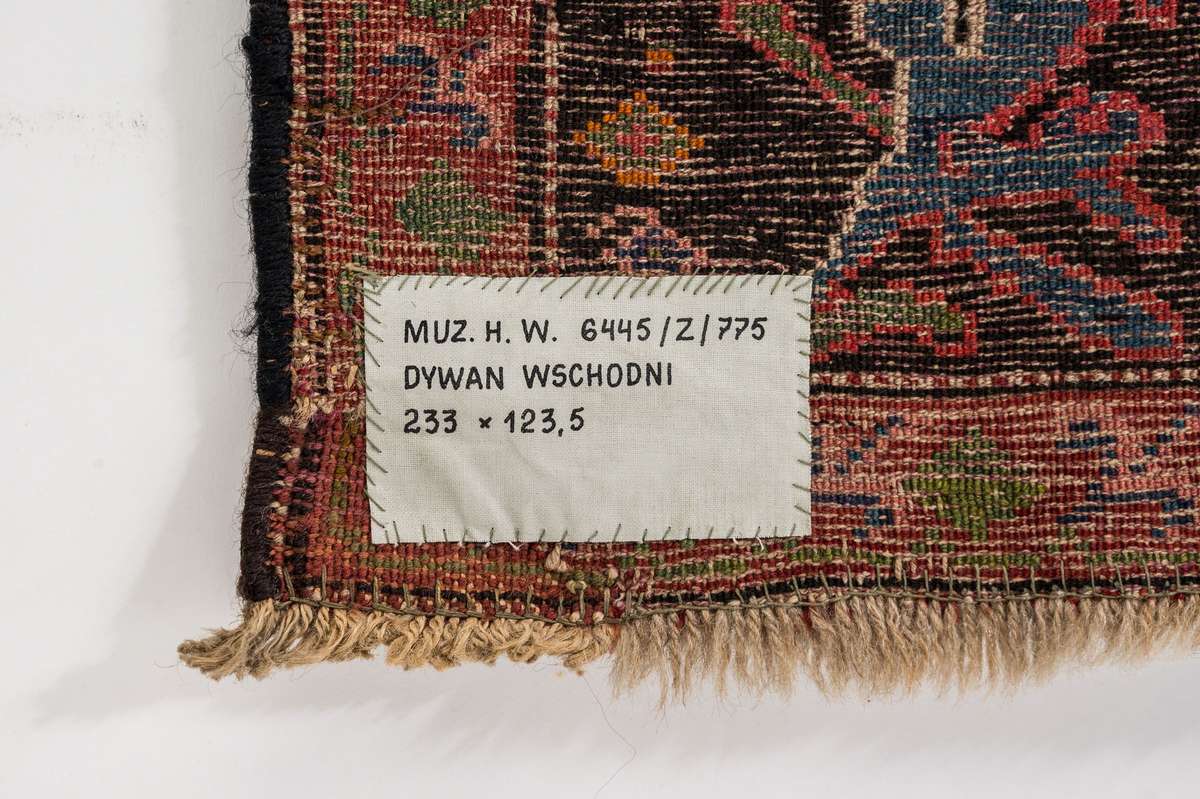 MUZ. H. W. 6445/Z/775
DYWAN WSCHODNI
233 × 123,5